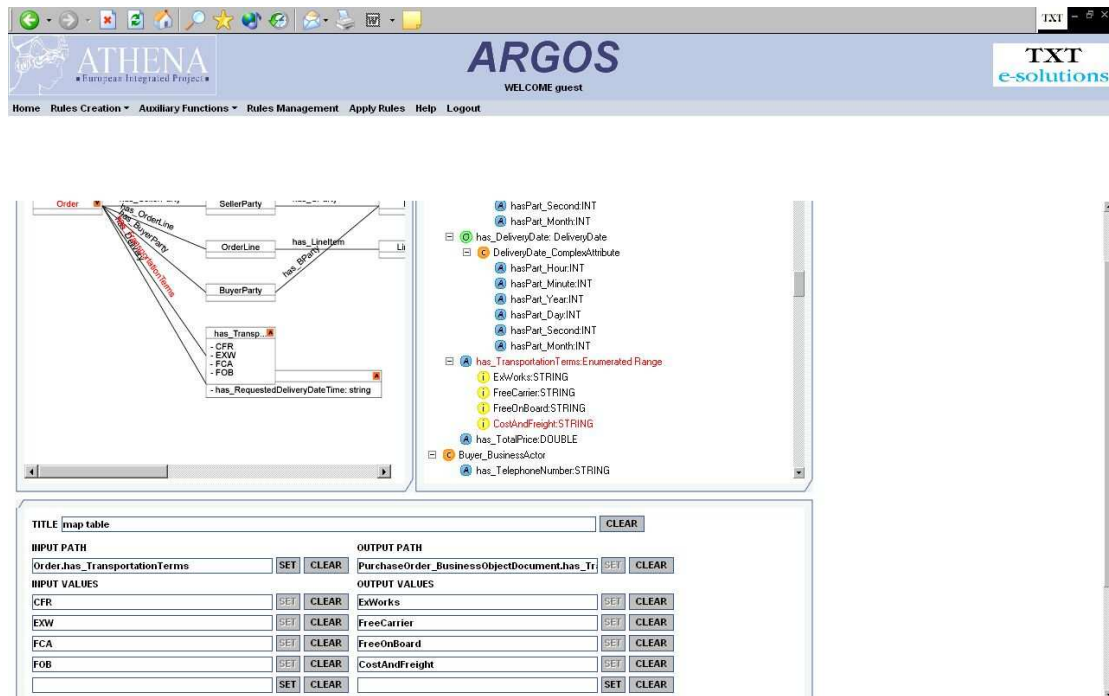 TXT
ATHENA
European Integrated Project
ARGOS
WELCOME guest
TXT
e-solutions
Home Rules Creation Auxiliary Functions Rules Management Apply Rules Help Logout
Order
SellerParty
has_OrderLine
has_BuyerParty
has_TransportationTerms
has_Delivery
OrderLine
has_LineItem
Li
has_BParty
BuyerParty
has_Transp...
- CFR
- EXW
- FCA
- FOB
- has_RequestedDeliveryDateTime: string
hasPart_Second:INT
hasPart_Month:INT
has_DeliveryDate: DeliveryDate
DeliveryDate_ComplexAttribute
hasPart_Hour:INT
hasPart_Minute:INT
hasPart_Year:INT
hasPart_Day:INT
hasPart_Second:INT
hasPart_Month:INT
has_TransportationTerms:Enumerated Range
ExWorks:STRING
FreeCarrier:STRING
FreeOnBoard:STRING
CostAndFreight:STRING
has_TotalPrice:DOUBLE
Buyer_BusinessActor
has_TelephoneNumber:STRING
TITLE map table CLEAR
INPUT PATH OUTPUT PATH
Order.has_TransportationTerms SET CLEAR PurchaseOrder_BusinessObjectDocument.has_Tr SET CLEAR
INPUT VALUES OUTPUT VALUES
CFR SET CLEAR ExWorks SET CLEAR
EXW SET CLEAR FreeCarrier SET CLEAR
FCA SET CLEAR FreeOnBoard SET CLEAR
FOB SET CLEAR CostAndFreight SET CLEAR
SET CLEAR SET CLEAR